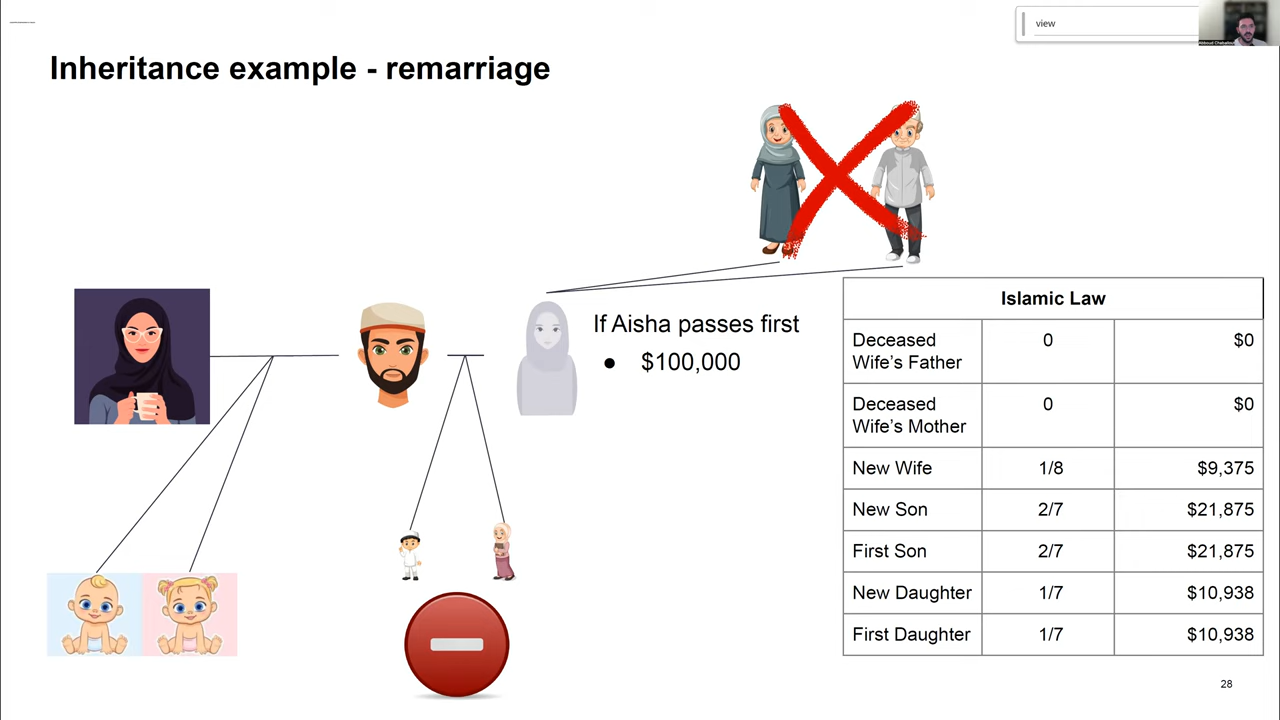 view
Inheritance example - remarriage
If Aisha passes first
● $100,000
Islamic Law
Deceased Wife's Father 0 $0
Deceased Wife's Mother 0 $0
New Wife 1/8 $9,375
New Son 2/7 $21,875
First Son 2/7 $21,875
New Daughter 1/7 $10,938
First Daughter 1/7 $10,938
28